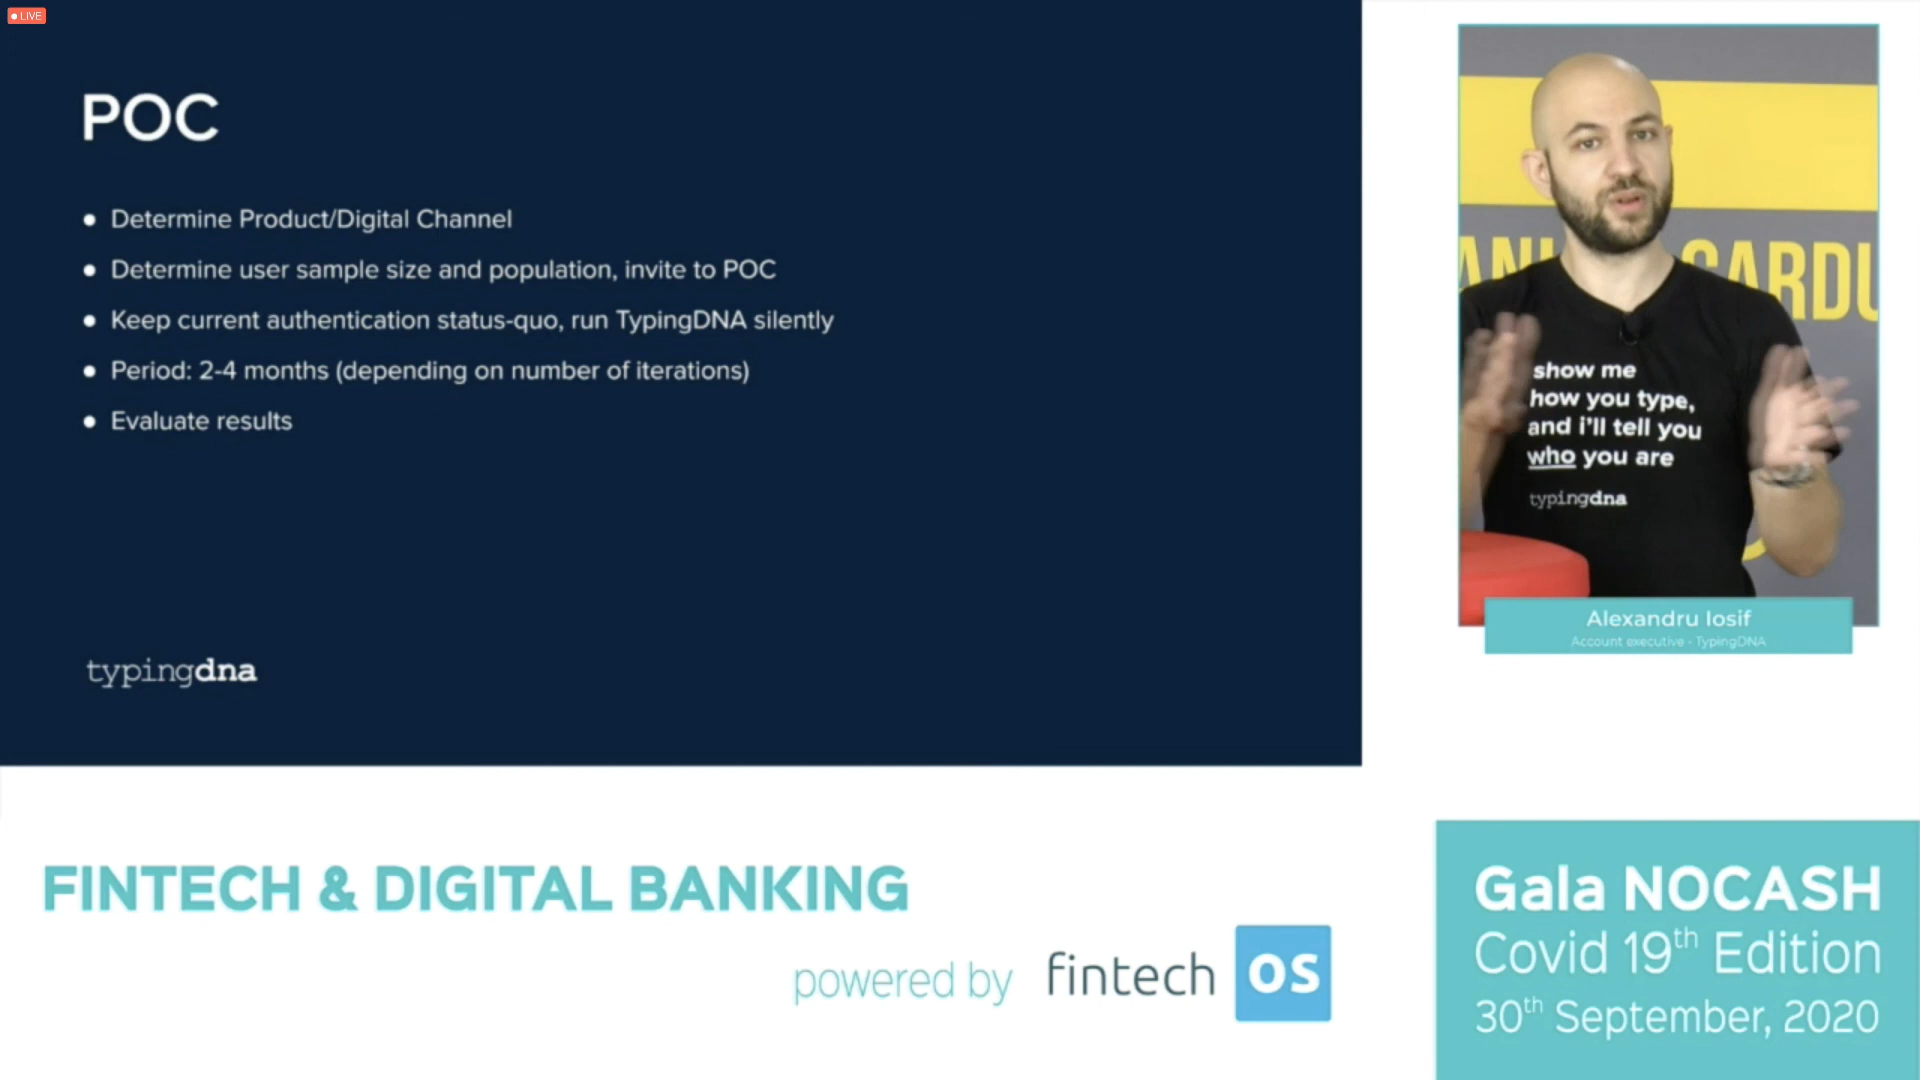 LIVE
POC
Determine Product/Digital Channel
Determine user sample size and population, invite to POC
Keep current authentication status-quo, run TypingDNA silently
Period: 2-4 months (depending on number of iterations)
Evaluate results
typingdna
show me
how you type,
and i'll tell you
who you are
typingdna
Alexandru Iosif
Account executive - TypingDNA
FINTECH & DIGITAL BANKING
powered by fintech OS
Gala NOCASH
Covid 19th Edition
30th September, 2020